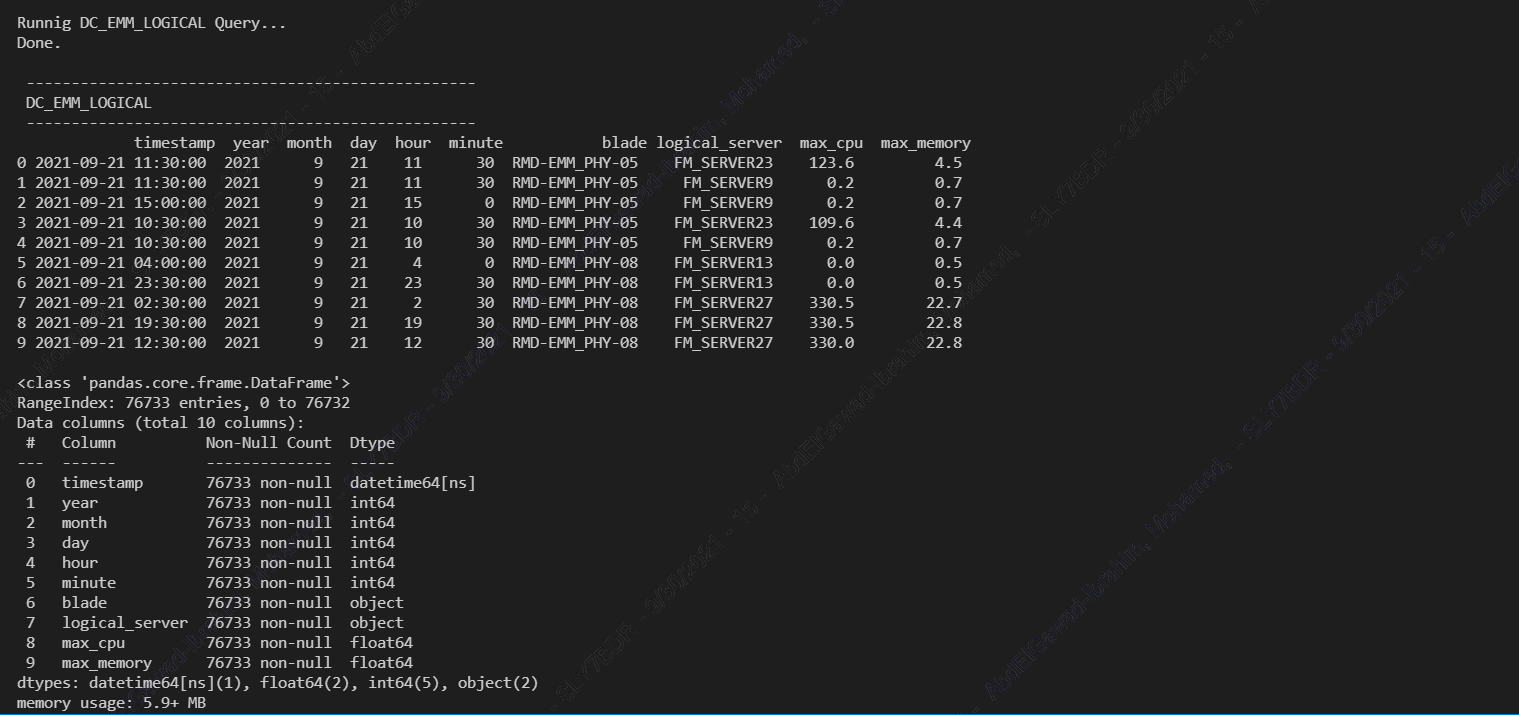 Runnig DC_EMM_LOGICAL Query...
Done.
--------------------------------------------------
DC_EMM_LOGICAL
--------------------------------------------------
timestamp year month day hour minute blade logical_server max_cpu max_memory
0 2021-09-21 11:30:00 2021 9 21 11 30 RMD-EMM_PHY-05 FM_SERVER23 123.6 4.5
1 2021-09-21 11:30:00 2021 9 21 11 30 RMD-EMM_PHY-05 FM_SERVER9 0.2 0.7
2 2021-09-21 15:00:00 2021 9 21 15 0 RMD-EMM_PHY-05 FM_SERVER9 0.2 0.7
3 2021-09-21 10:30:00 2021 9 21 10 30 RMD-EMM_PHY-05 FM_SERVER23 109.6 4.4
4 2021-09-21 10:30:00 2021 9 21 10 30 RMD-EMM_PHY-05 FM_SERVER9 0.2 0.7
5 2021-09-21 04:00:00 2021 9 21 4 0 RMD-EMM_PHY-08 FM_SERVER13 0.0 0.5
6 2021-09-21 23:30:00 2021 9 21 23 30 RMD-EMM_PHY-08 FM_SERVER13 0.0 0.5
7 2021-09-21 02:30:00 2021 9 21 2 30 RMD-EMM_PHY-08 FM_SERVER27 330.5 22.7
8 2021-09-21 19:30:00 2021 9 21 19 30 RMD-EMM_PHY-08 FM_SERVER27 330.5 22.8
9 2021-09-21 12:30:00 2021 9 21 12 30 RMD-EMM_PHY-08 FM_SERVER27 330.0 22.8
<class 'pandas.core.frame.DataFrame'>
RangeIndex: 76733 entries, 0 to 76732
Data columns (total 10 columns):
# Column Non-Null Count Dtype
--- ------ -------------- -----
0 timestamp 76733 non-null datetime64[ns]
1 year 76733 non-null int64
2 month 76733 non-null int64
3 day 76733 non-null int64
4 hour 76733 non-null int64
5 minute 76733 non-null int64
6 blade 76733 non-null object
7 logical_server 76733 non-null object
8 max_cpu 76733 non-null float64
9 max_memory 76733 non-null float64
dtypes: datetime64[ns](1), float64(2), int64(5), object(2)
memory usage: 5.9+ MB